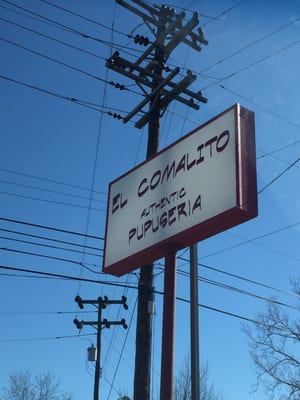 EL COMALITO
AUTHENTIC
PUPUSERIA